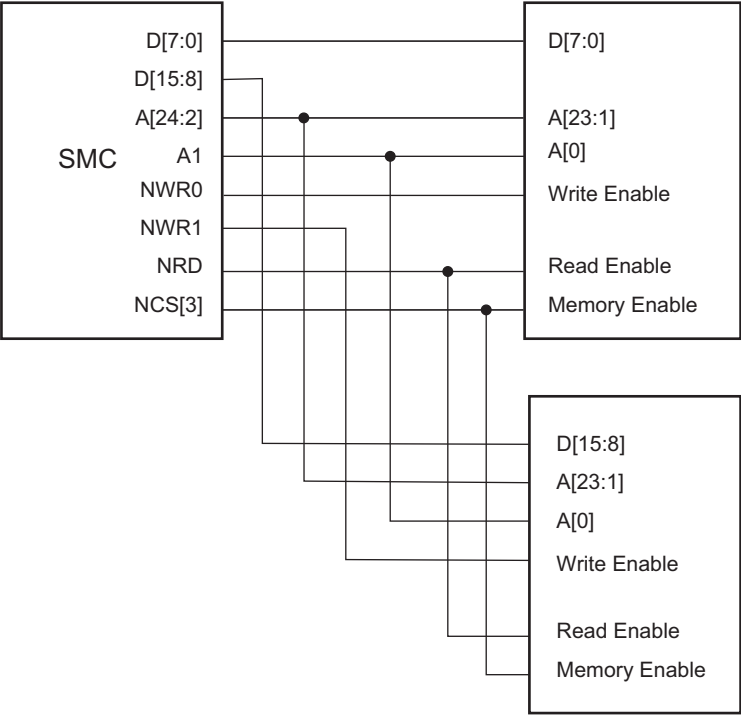 SMC
D[7:0]
D[15:8]
A[24:2]
A1
NWR0
NWR1
NRD
NCS[3]
D[7:0]
A[23:1]
A[0]
Write Enable
Read Enable
Memory Enable
D[15:8]
A[23:1]
A[0]
Write Enable
Read Enable
Memory Enable